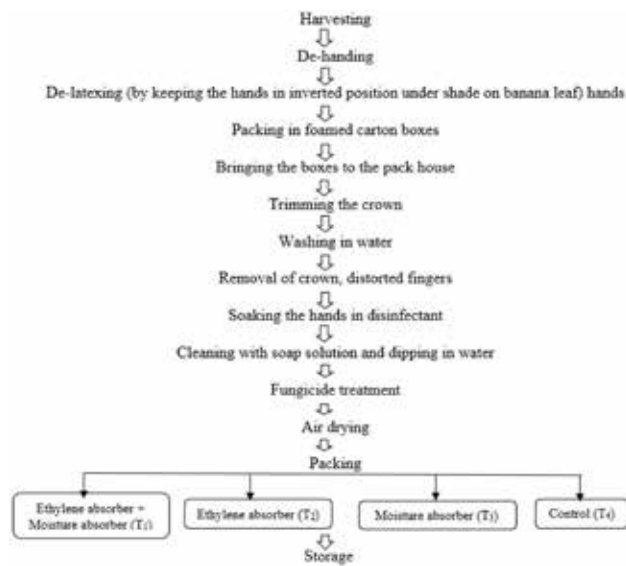 Harvesting
De-handing
De-latexing (by keeping the hands in inverted position under shade on banana leaf) hands
Packing in foamed carton boxes
Bringing the boxes to the pack house
Trimming the crown
Washing in water
Removal of crown, distorted fingers
Soaking the hands in disinfectant
Cleaning with soap solution and dipping in water
Fungicide treatment
Air drying
Packing
Ethylene absorber +
Moisture absorber (T₁)
Ethylene absorber (T₂)
Moisture absorber (T₃)
Control (T₄)
Storage